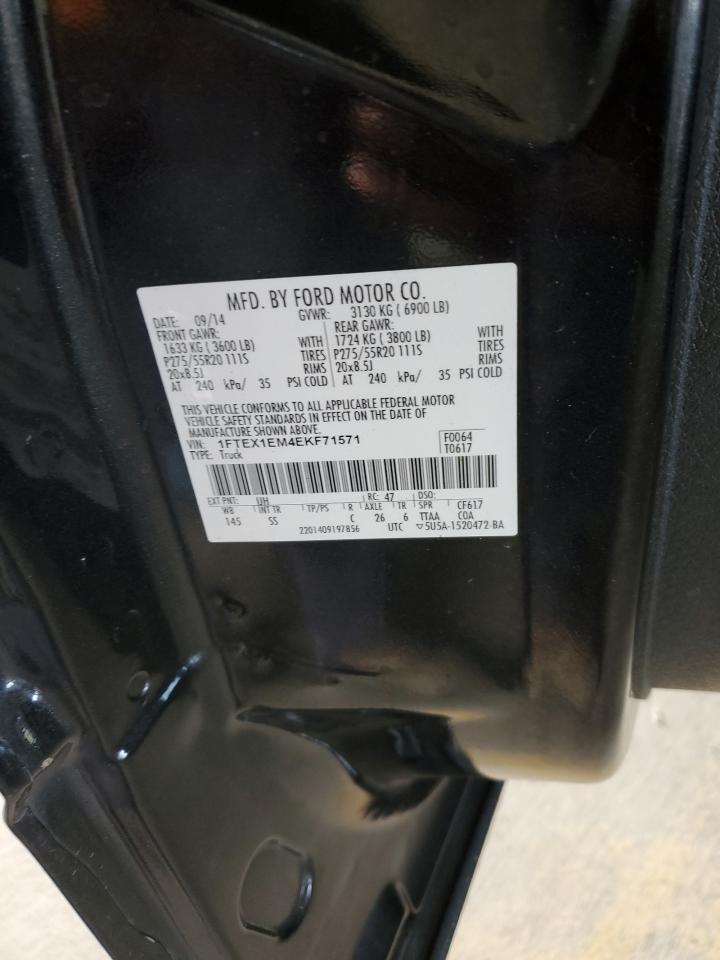 MFD. BY FORD MOTOR CO.
DATE: 09/14 GVWR: 3130 KG ( 6900 LB)
FRONT GAWR: REAR GAWR:
1633 KG ( 3600 LB) WITH 1724 KG ( 3800 LB) WITH
P275/55R20 111S TIRES P275/55R20 111S TIRES
20x8.5J RIMS 20x8.5J RIMS
AT 240 kPa/ 35 PSI COLD AT 240 kPa/ 35 PSI COLD
THIS VEHICLE CONFORMS TO ALL APPLICABLE FEDERAL MOTOR
VEHICLE SAFETY STANDARDS IN EFFECT ON THE DATE OF
MANUFACTURE SHOWN ABOVE.
VIN: 1FTEX1EM4EKF71571 F0064
TYPE: Truck T0617
EXT PNT: UH RC: 47 DSO:
WB INT TR TP/PS R AXLE TR SPR CF617
145 SS C 26 6 TTAA COA
2201409197856 UTC ▽5U5A-1520472-BA